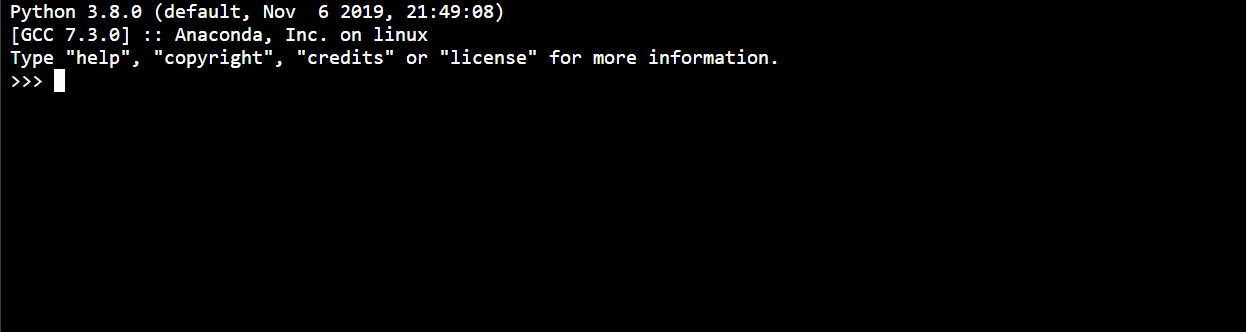 Python 3.8.0 (default, Nov  6 2019, 21:49:08)
[GCC 7.3.0] :: Anaconda, Inc. on linux
Type "help", "copyright", "credits" or "license" for more information.
>>>